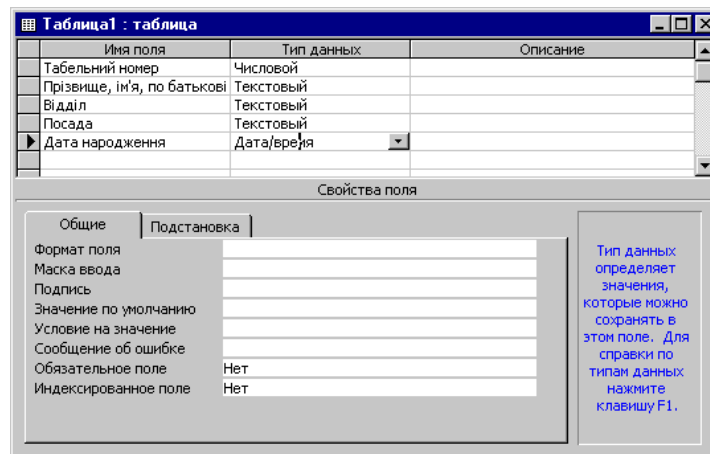 Таблица1 : таблица
Имя поля Тип данных Описание
Табельний номер Числовой
Прізвище, ім'я, по батькові Текстовый
Відділ Текстовый
Посада Текстовый
Дата народження Дата/время
Свойства поля
Общие Подстановка
Формат поля
Маска ввода
Подпись
Значение по умолчанию
Условие на значение
Сообщение об ошибке
Обязательное поле Нет
Индексированное поле Нет
Тип данных
определяет
значения,
которые можно
сохранять в
этом поле. Для
справки по
типам данных
нажмите
клавишу F1.